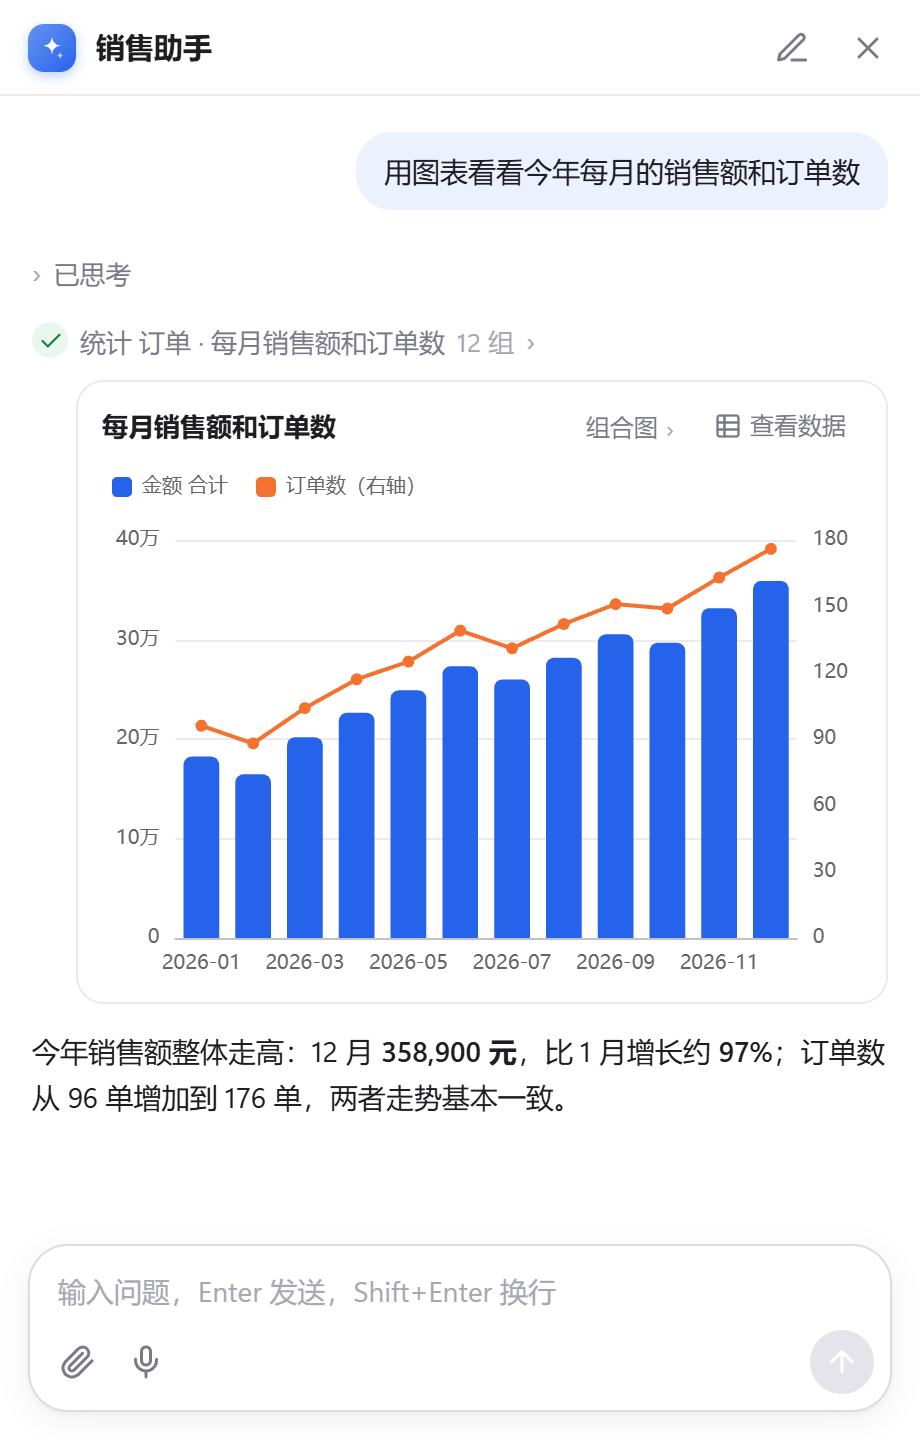 销售助手
用图表看看今年每月的销售额和订单数
已思考
统计 订单 · 每月销售额和订单数 12 组
每月销售额和订单数
组合图
查看数据
金额 合计
订单数（右轴）
40万
30万
20万
10万
0
180
150
120
90
60
30
0
2026-01
2026-03
2026-05
2026-07
2026-09
2026-11
今年销售额整体走高：12 月 358,900 元，比 1 月增长约 97%；订单数
从 96 单增加到 176 单，两者走势基本一致。
输入问题，Enter 发送，Shift+Enter 换行